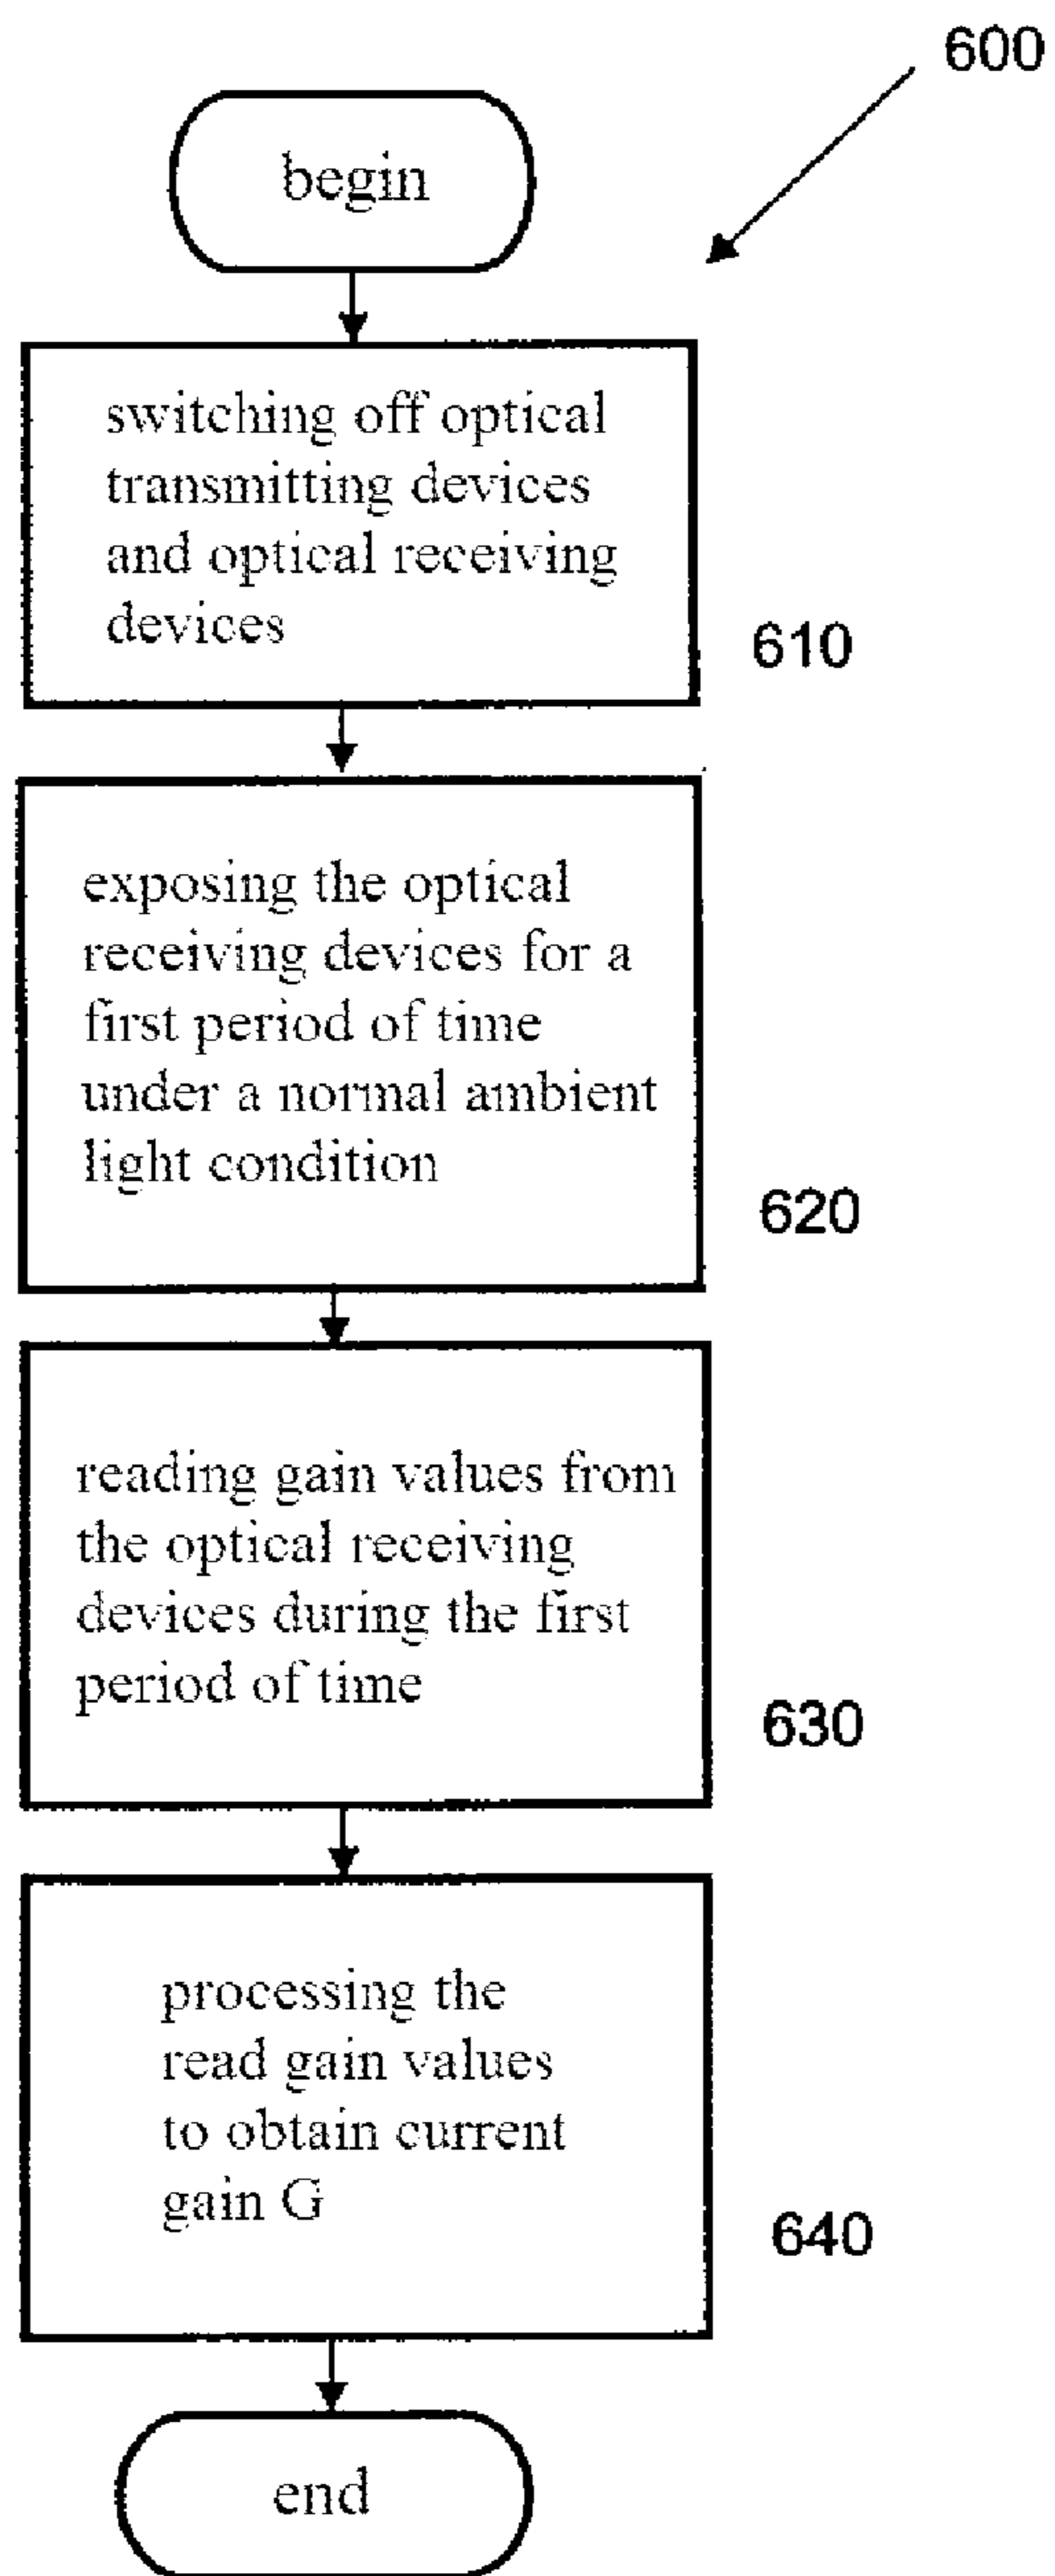 600
begin
switching off optical
transmitting devices
and optical receiving
devices
610
exposing the optical
receiving devices for a
first period of time
under a normal ambient
light condition
620
reading gain values from
the optical receiving
devices during the first
period of time
630
processing the
read gain values
to obtain current
gain G
640
end